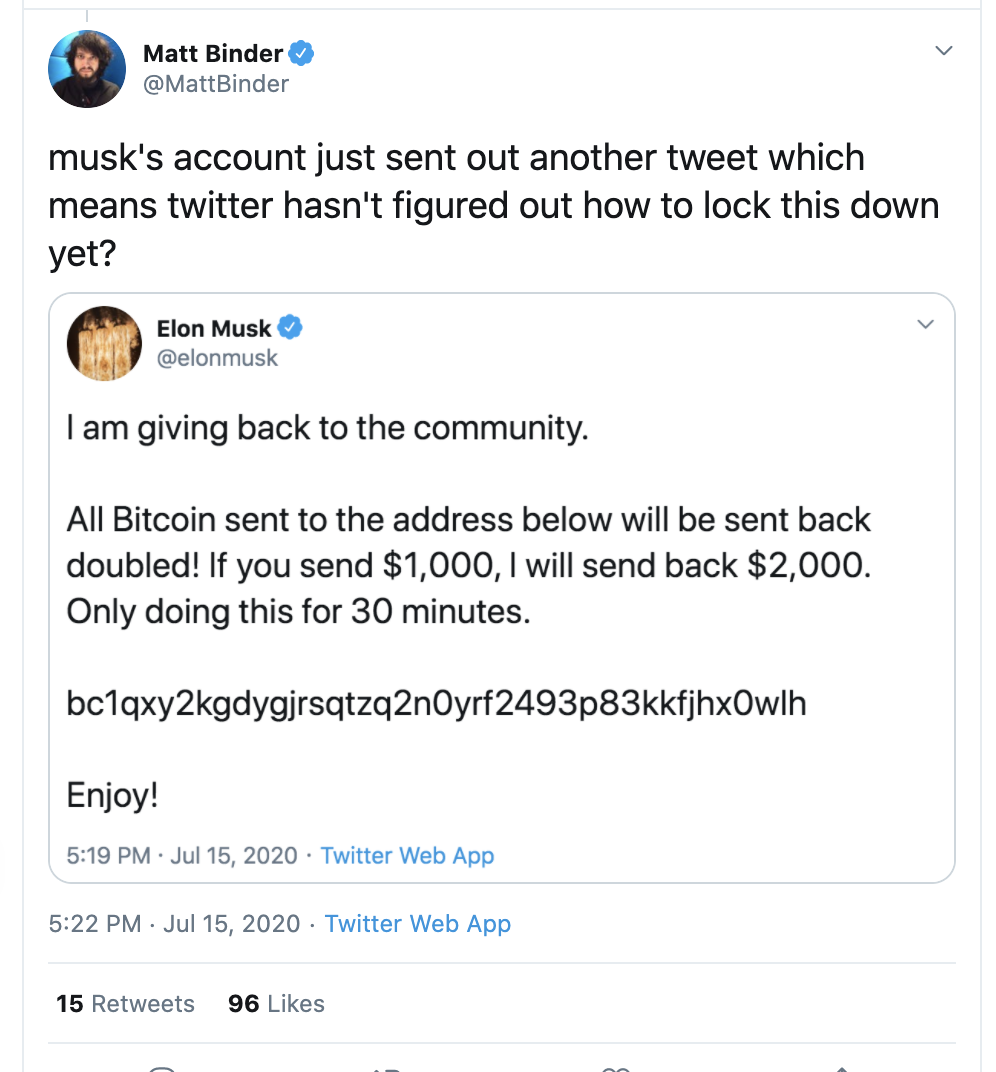 Matt Binder
@MattBinder
musk's account just sent out another tweet which
means twitter hasn't figured out how to lock this down
yet?
Elon Musk
@elonmusk
I am giving back to the community.
All Bitcoin sent to the address below will be sent back
doubled! If you send $1,000, I will send back $2,000.
Only doing this for 30 minutes.
bc1qxy2kgdygjrsqtzq2n0yrf2493p83kkfjhx0wlh
Enjoy!
5:19 PM · Jul 15, 2020 · Twitter Web App
5:22 PM · Jul 15, 2020 · Twitter Web App
15 Retweets 96 Likes